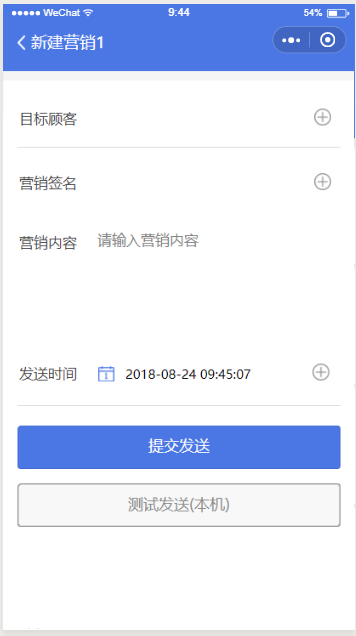 WeChat 9:44 54%
新建营销1
目标顾客
营销签名
营销内容 请输入营销内容
发送时间 2018-08-24 09:45:07
提交发送
测试发送(本机)